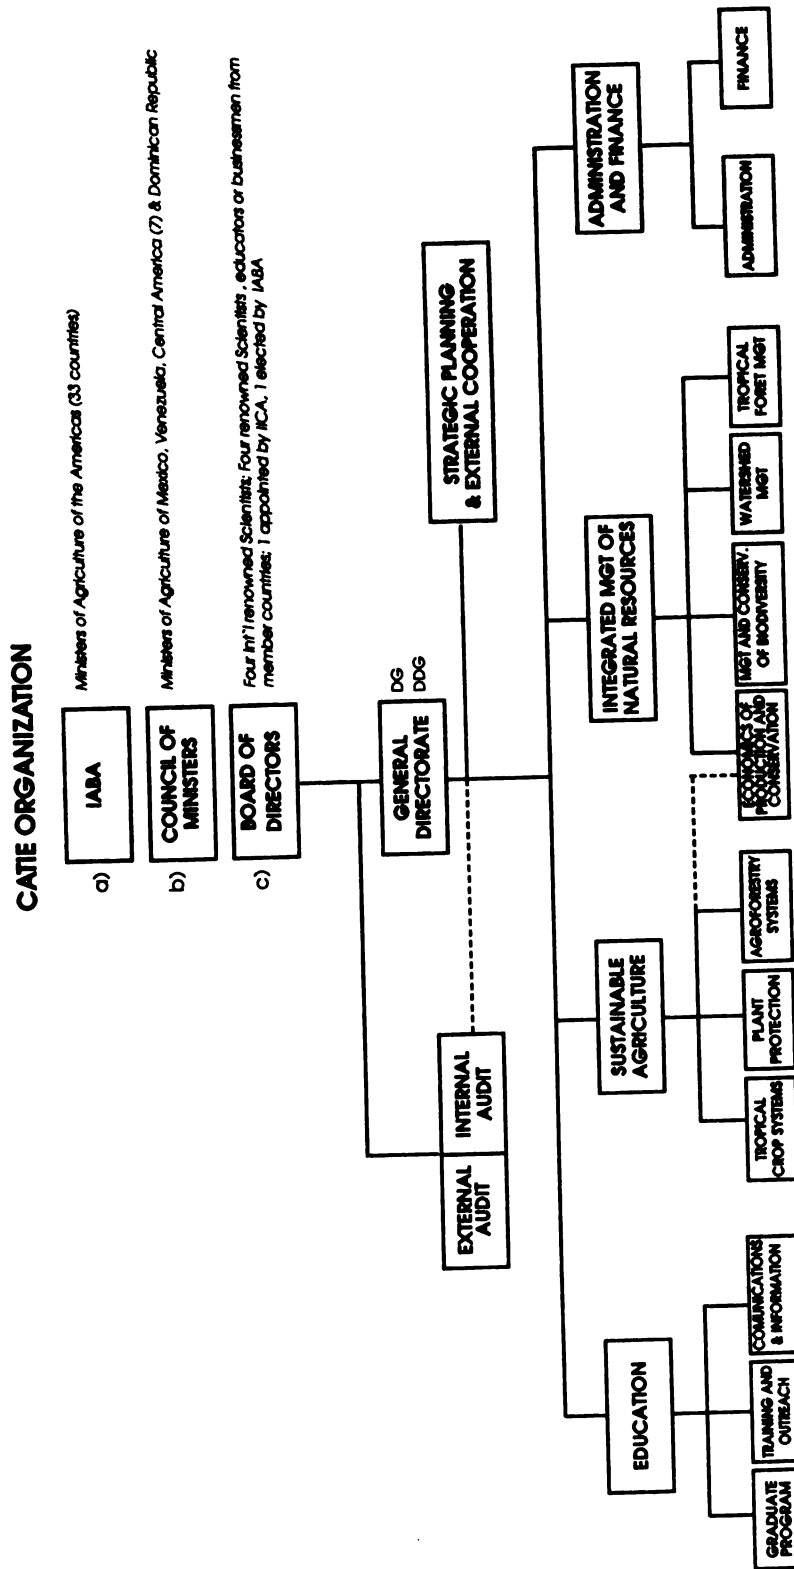 CATIE ORGANIZATION
a)
IABA
Ministers of Agriculture of the Americas (33 countries)
b)
COUNCIL OF
MINISTERS
Ministers of Agriculture of Mexico, Venezuela, Central America (7) & Dominican Republic
c)
BOARD OF
DIRECTORS
Four Int'l renowned Scientists; Four renowned Scientists, educators or businesmen from
member countries; 1 appointed by IICA, 1 elected by IABA
GENERAL
DIRECTORATE
DG
DDG
EXTERNAL
AUDIT
INTERNAL
AUDIT
STRATEGIC PLANNING
& EXTERNAL COOPERATION
EDUCATION
SUSTAINABLE
AGRICULTURE
INTEGRATED MGT OF
NATURAL RESOURCES
ADMINISTRATION
AND FINANCE
GRADUATE
PROGRAM
TRAINING AND
OUTREACH
COMUNICATIONS
& INFORMATION
TROPICAL
CROP SYSTEMS
PLANT
PROTECTION
AGROFORESTRY
SYSTEMS
ECONOMICS OF
PRODUCTION AND
CONSERVATION
MGT AND CONSERV.
OF BIODIVERSITY
WATERSHED
MGT
TROPICAL
FORET MGT
ADMINISTRATION
FINANCE